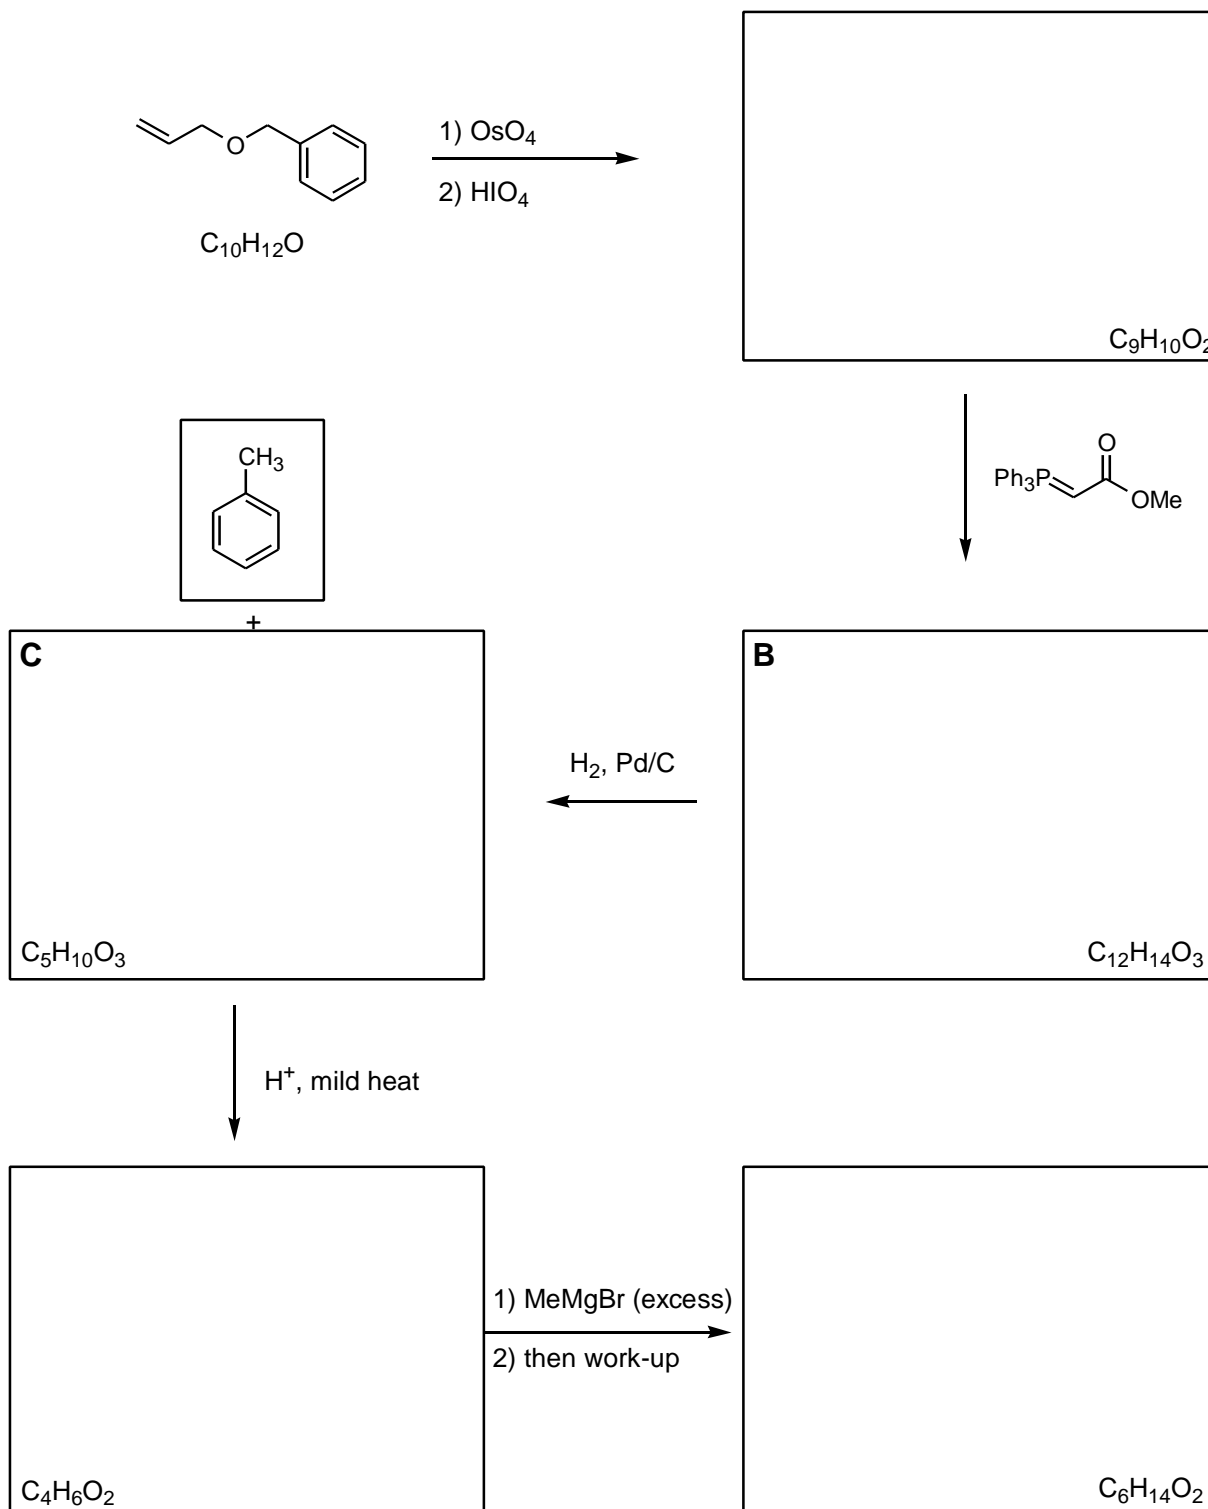 O
C₁₀H₁₂O
1) OsO₄
2) HIO₄
C₉H₁₀O₂
Ph₃P
O
OMe
CH₃
+
C
C₅H₁₀O₃
H₂, Pd/C
B
C₁₂H₁₄O₃
H⁺, mild heat
C₄H₆O₂
1) MeMgBr (excess)
2) then work-up
C₆H₁₄O₂